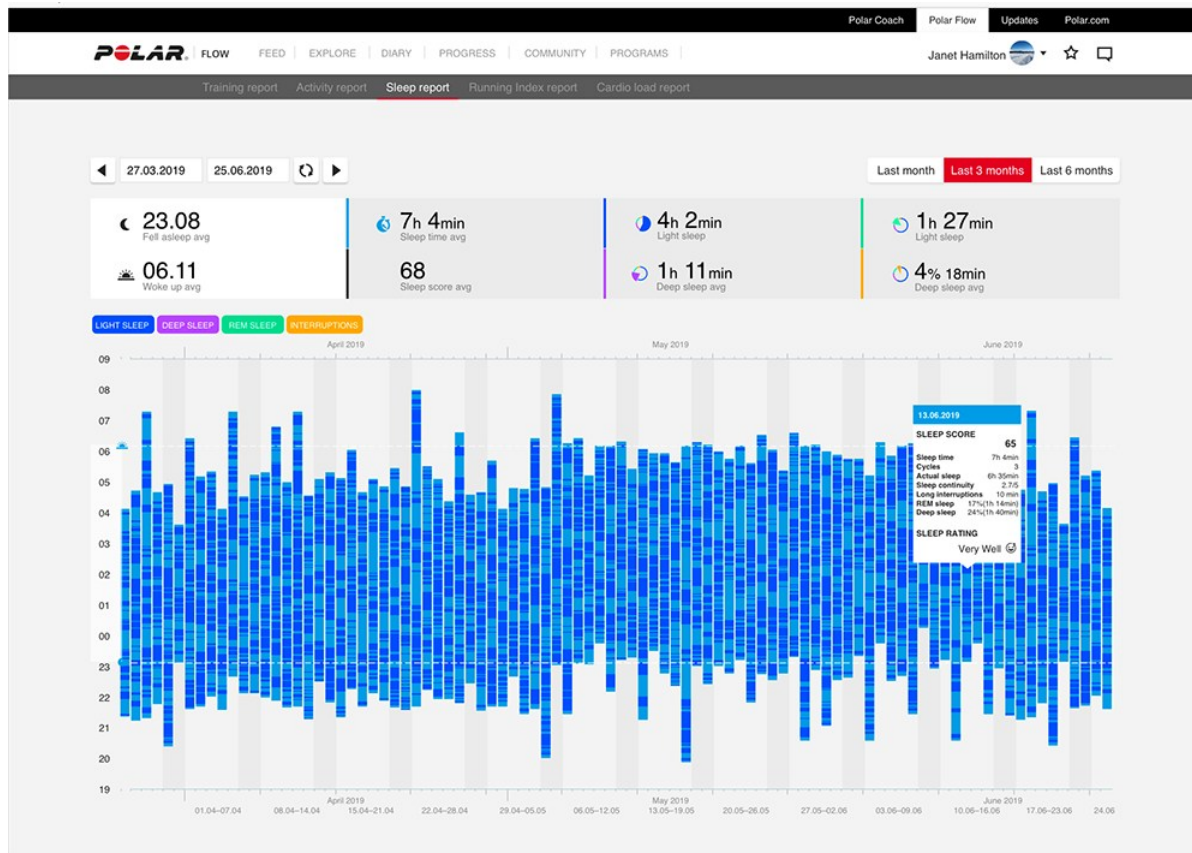 Polar Coach Polar Flow Updates Polar.com
POLAR. FLOW FEED EXPLORE DIARY PROGRESS COMMUNITY PROGRAMS Janet Hamilton
Training report Activity report Sleep report Running Index report Cardio load report
27.03.2019 25.06.2019 Last month Last 3 months Last 6 months
23.08 7h 4min 4h 2min 1h 27min
Fell asleep avg Sleep time avg Light sleep Light sleep
06.11 68 1h 11min 4% 18min
Woke up avg Sleep score avg Deep sleep avg Deep sleep avg
LIGHT SLEEP DEEP SLEEP REM SLEEP INTERRUPTIONS
April 2019 May 2019 June 2019
09
08
07
06
05
04
03
02
01
00
23
22
21
20
19
13.06.2019
SLEEP SCORE
65
Sleep time 7h 4min
Cycles 3
Actual sleep 6h 35min
Sleep continuity 2.7/5
Long interruptions 10 min
REM sleep 17%(1h 14min)
Deep sleep 24%(1h 40min)
SLEEP RATING
Very Well
April 2019 May 2019 June 2019
01.04–07.04 08.04–14.04 15.04–21.04 22.04–28.04 29.04–05.05 06.05–12.05 13.05–19.05 20.05–26.05 27.05–02.06 03.06–09.06 10.06–16.06 17.06–23.06 24.06